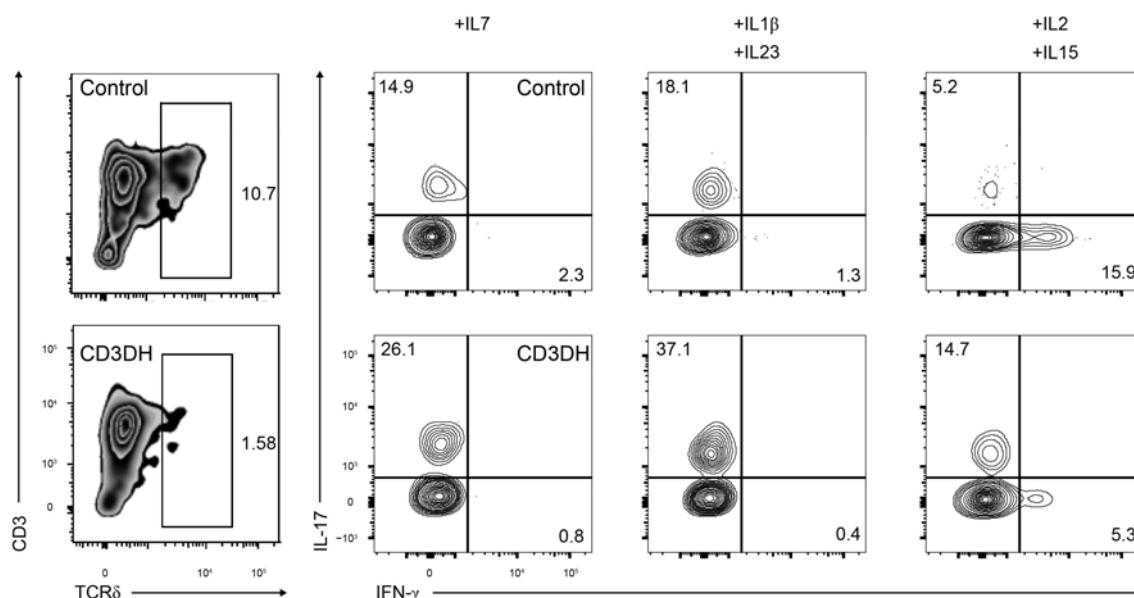 +IL7
+IL1β
+IL23
+IL2
+IL15
Control
10.7
14.9
Control
2.3
18.1
1.3
5.2
15.9
CD3DH
10⁵
10⁴
10³
0
1.58
26.1
CD3DH
10⁵
10⁴
10³
0
−10³
0.8
37.1
0.4
14.7
5.3
0
10⁴
10⁵
0
10⁴
10⁵
CD3
TCRδ
IL-17
IFN-γ